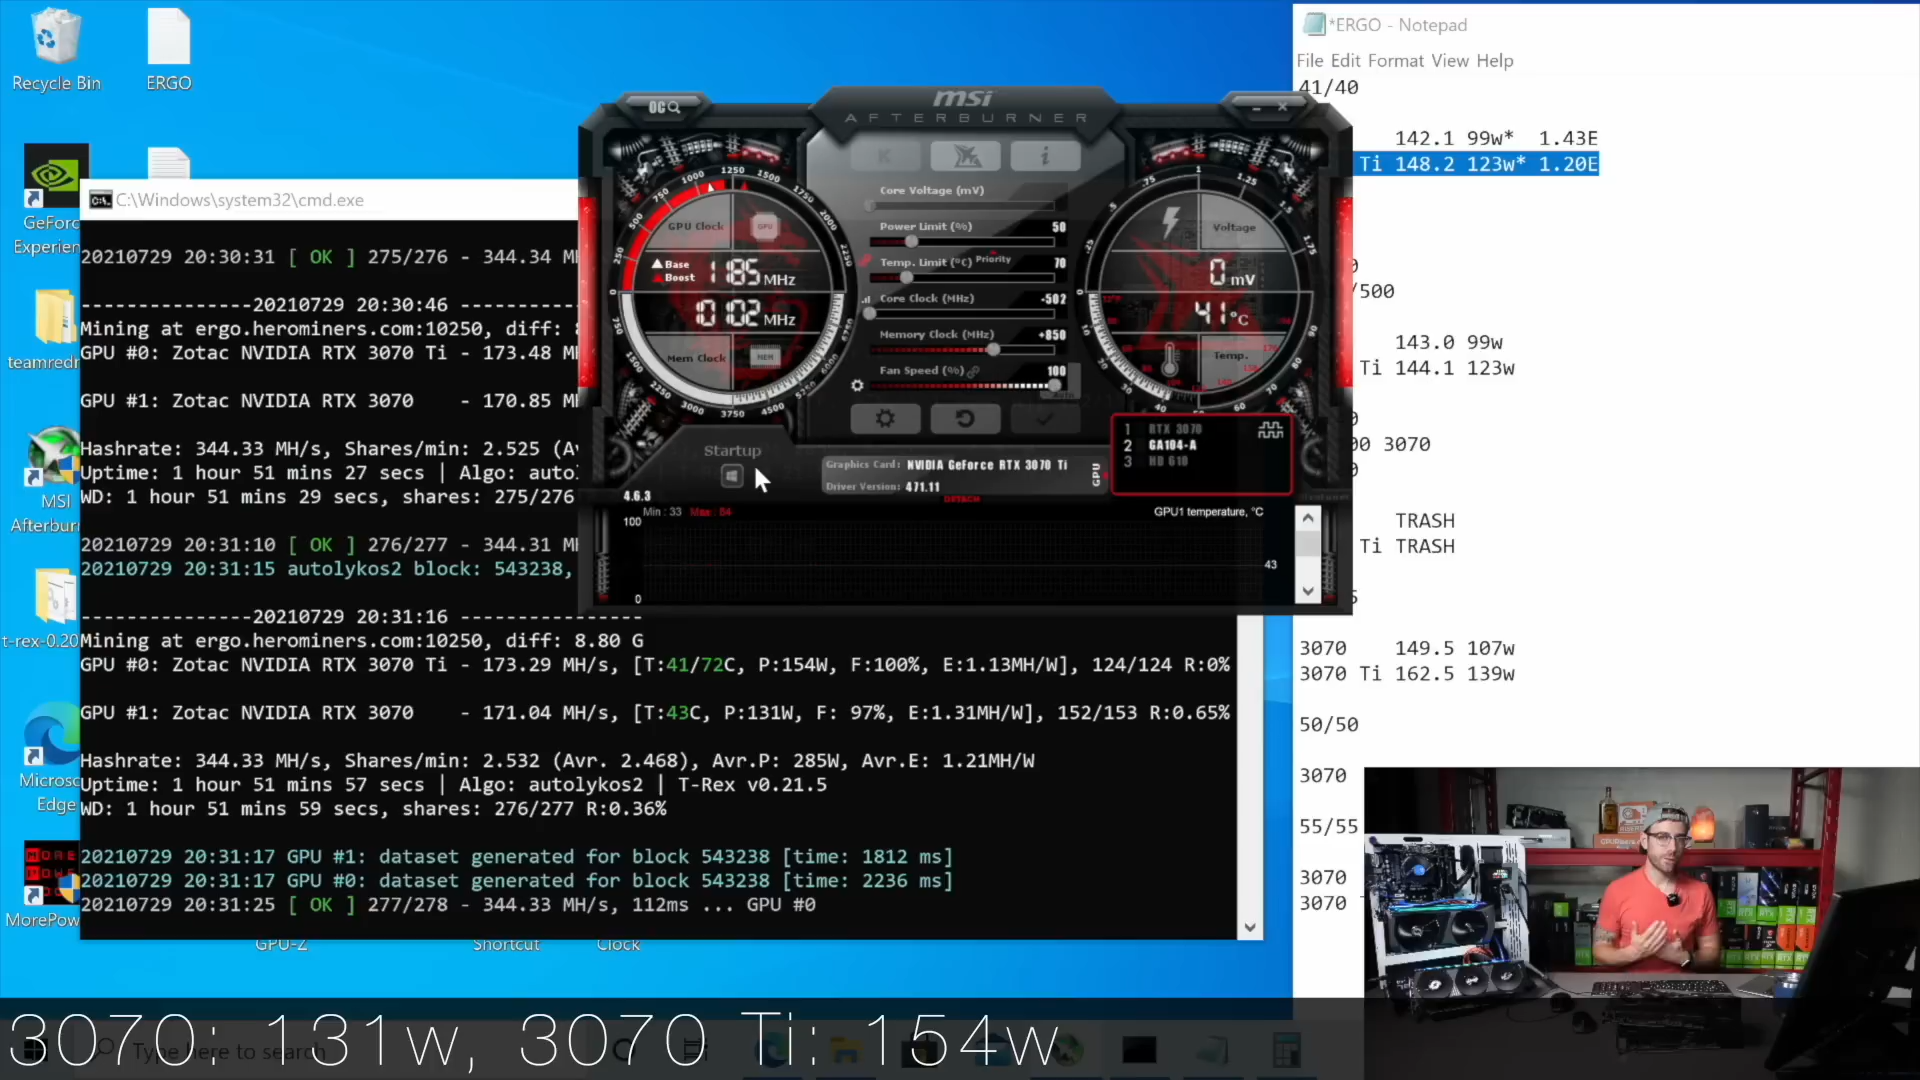 Recycle Bin
ERGO
GeForc
Experien
teamredr
MSI
Afterbur
t-rex-0.20
Micros
Edge
MORE
MorePow
GPU-Z
Shortcut
Clock
C:\Windows\system32\cmd.exe
20210729 20:30:31 [ OK ] 275/276 - 344.34 MH
---------------20210729 20:30:46
Mining at ergo.herominers.com:10250, diff:
GPU #0: Zotac NVIDIA RTX 3070 Ti - 173.48 MH
GPU #1: Zotac NVIDIA RTX 3070    - 170.85 MH
Hashrate: 344.33 MH/s, Shares/min: 2.525 (Av
Uptime: 1 hour 51 mins 27 secs | Algo: auto
WD: 1 hour 51 mins 29 secs, shares: 275/276
20210729 20:31:10 [ OK ] 276/277 - 344.31 MH
20210729 20:31:15 autolykos2 block: 543238,
---------------20210729 20:31:16 ---------------
Mining at ergo.herominers.com:10250, diff: 8.80 G
GPU #0: Zotac NVIDIA RTX 3070 Ti - 173.29 MH/s, [T:41/72C, P:154W, F:100%, E:1.13MH/W], 124/124 R:0%
GPU #1: Zotac NVIDIA RTX 3070    - 171.04 MH/s, [T:43C, P:131W, F: 97%, E:1.31MH/W], 152/153 R:0.65%
Hashrate: 344.33 MH/s, Shares/min: 2.532 (Avr. 2.468), Avr.P: 285W, Avr.E: 1.21MH/W
Uptime: 1 hour 51 mins 57 secs | Algo: autolykos2 | T-Rex v0.21.5
WD: 1 hour 51 mins 59 secs, shares: 276/277 R:0.36%
20210729 20:31:17 GPU #1: dataset generated for block 543238 [time: 1812 ms]
20210729 20:31:17 GPU #0: dataset generated for block 543238 [time: 2236 ms]
20210729 20:31:25 [ OK ] 277/278 - 344.33 MH/s, 112ms ... GPU #0
OC
msi
AFTERBURNER
K
i
GPU Clock
GPU
Base
Boost
1185 MHz
10102 MHz
Mem Clock
MEM
Core Voltage (mV)
Power Limit (%) 50
Temp. Limit (°C) Priority 70
Core Clock (MHz) -502
Memory Clock (MHz) +850
Fan Speed (%) 100
Auto
Voltage
0 mV
41 °C
Temp.
Startup
4.6.3
Graphics Card: NVIDIA GeForce RTX 3070 Ti
Driver Version: 471.11
DETACH
GPU
1 RTX 3070
2 GA104-A
3 HD 610
Min : 33 Max : 84
GPU1 temperature, °C
100
43
0
*ERGO - Notepad
File Edit Format View Help
41/40
142.1 99w* 1.43E
Ti 148.2 123w* 1.20E
/500
143.0 99w
Ti 144.1 123w
00 3070
TRASH
Ti TRASH
3070 149.5 107w
3070 Ti 162.5 139w
50/50
3070
55/55
3070
3070
Type here to search
3070: 131w, 3070 Ti: 154w